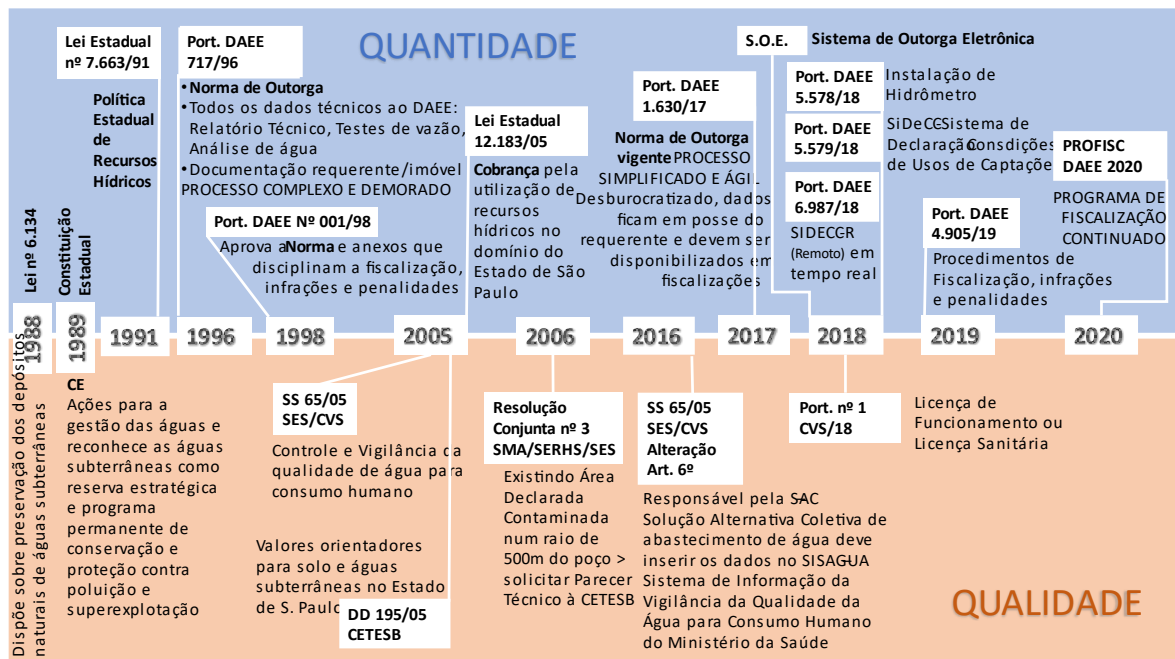 QUANTIDADE
Lei Estadual
nº 7.663/91
Política
Estadual
de
Recursos
Hídricos
Port. DAEE
717/96
•Norma de Outorga
•Todos os dados técnicos ao DAEE:
Relatório Técnico, Testes de vazão,
Análise de água
•Documentação requerente/imóvel
PROCESSO COMPLEXO E DEMORADO
Port. DAEE Nº 001/98
Aprova a Norma e anexos que
disciplinam a fiscalização,
infrações e penalidades
Lei Estadual
12.183/05
Cobrança pela
utilização de
recursos
hídricos no
domínio do
Estado de São
Paulo
Port. DAEE
1.630/17
Norma de Outorga
vigente PROCESSO
SIMPLIFICADO E ÁGIL
Desburocratizado, dados
ficam em posse do
requerente e devem ser
disponibilizados em
fiscalizações
S.O.E.
Sistema de Outorga Eletrônica
Port. DAEE
5.578/18
Instalação de
Hidrômetro
Port. DAEE
5.579/18
SiDeCC-Sistema de
Declaração Consdições
de Usos de Captações
Port. DAEE
6.987/18
SIDECCR
(Remoto) em
tempo real
Port. DAEE
4.905/19
Procedimentos de
Fiscalização, infrações
e penalidades
PROFISC
DAEE 2020
PROGRAMA DE
FISCALIZAÇÃO
CONTINUADO
Lei nº 6.134
Constituição
Estadual
1988
1989
1991
1996
1998
2005
2006
2016
2017
2018
2019
2020
Dispõe sobre preservação dos depósitos
naturais de águas subterrâneas
CE
Ações para a
gestão das águas e
reconhece as águas
subterrâneas como
reserva estratégica
e programa
permanente de
conservação e
proteção contra
poluição e
superexplotação
SS 65/05
SES/CVS
Controle e Vigilância da
qualidade de água para
consumo humano
Valores orientadores
para solo e águas
subterrâneas no Estado
de S. Paulo
DD 195/05
CETESB
Resolução
Conjunta nº 3
SMA/SERHS/SES
Existindo Área
Declarada
Contaminada
num raio de
500m do poço >
solicitar Parecer
Técnico à CETESB
SS 65/05
SES/CVS
Alteração
Art. 6º
Responsável pela SAC-
Solução Alternativa Coletiva de
abastecimento de água deve
inserir os dados no SISAGUA-
Sistema de Informação da
Vigilância da Qualidade da
Água para Consumo Humano
do Ministério da Saúde
Port. nº 1
CVS/18
Licença de
Funcionamento ou
Licença Sanitária
QUALIDADE